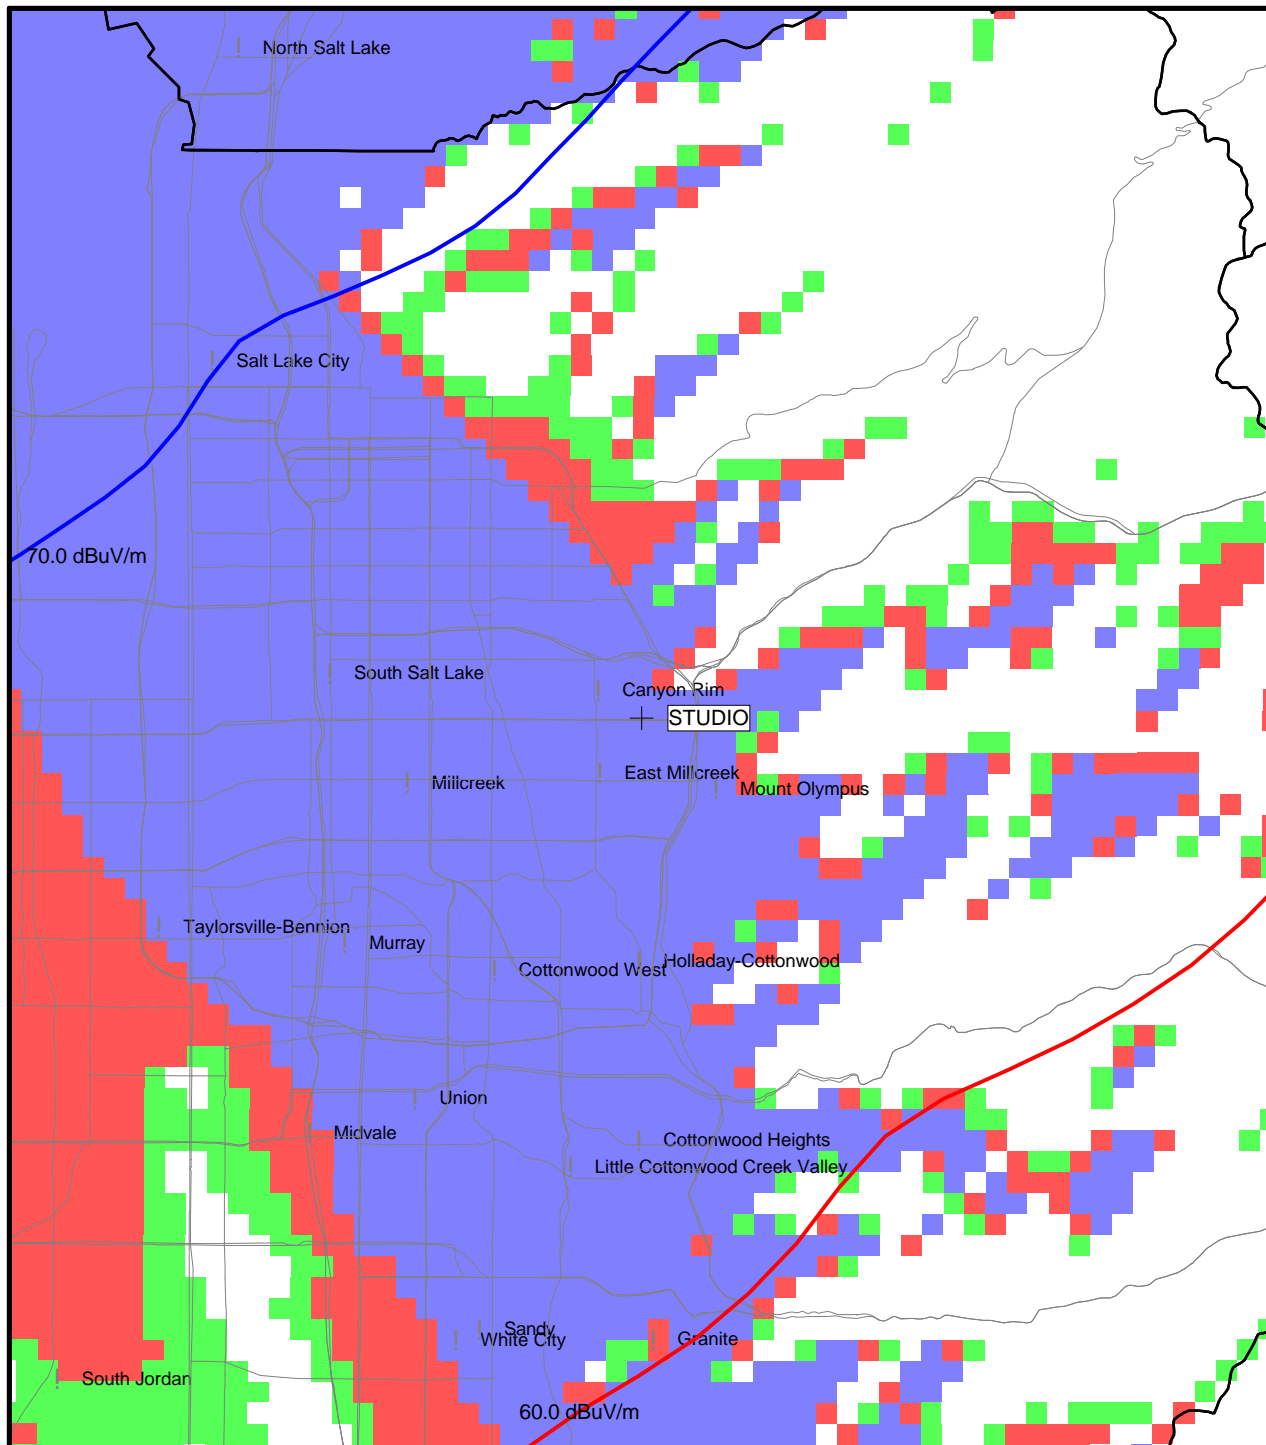 North Salt Lake
Salt Lake City
70.0 dBuV/m
South Salt Lake
Canyon Rim
STUDIO
East Millcreek
Millcreek
Mount Olympus
Taylorsville-Bennion
Murray
Holladay-Cottonwood
Cottonwood West
Union
Midvale
Cottonwood Heights
Little Cottonwood Creek Valley
Sandy
White City
Granite
South Jordan
60.0 dBuV/m